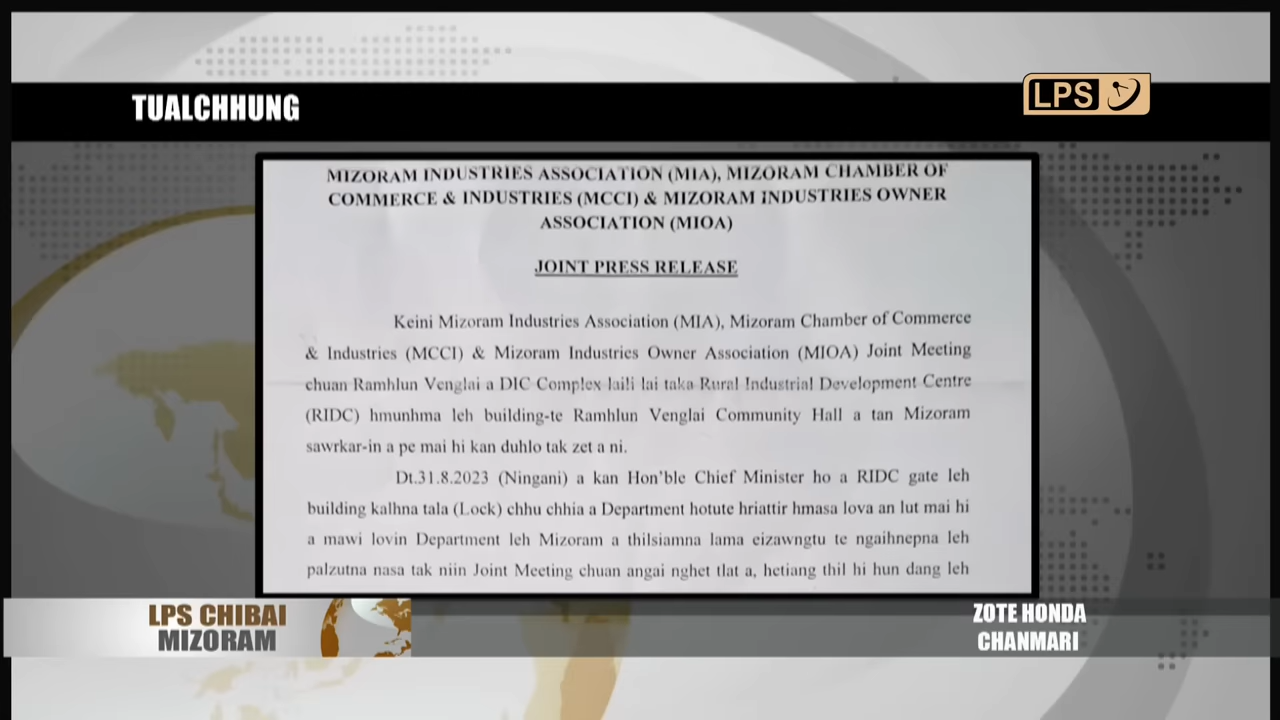 TUALCHHUNG
LPS
MIZORAM INDUSTRIES ASSOCIATION (MIA), MIZORAM CHAMBER OF
COMMERCE & INDUSTRIES (MCCI) & MIZORAM INDUSTRIES OWNER
ASSOCIATION (MIOA)
JOINT PRESS RELEASE
Keini Mizoram Industries Association (MIA), Mizoram Chamber of Commerce
& Industries (MCCI) & Mizoram Industries Owner Association (MIOA) Joint Meeting
chuan Ramhlun Venglai a DIC Complex laili lai taka Rural Industrial Development Centre
(RIDC) hmunhma leh building-te Ramhlun Venglai Community Hall a tan Mizoram
sawrkar-in a pe mai hi kan duhlo tak zet a ni.
Dt.31.8.2023 (Ningani) a kan Hon'ble Chief Minister ho a RIDC gate leh
building kalhna tala (Lock) chhu chhia a Department hotute hriattir hmasa lova an lut mai hi
a mawi lovin Department leh Mizoram a thilsiamna lama eizawngtu te ngaihnepna leh
palzutna nasa tak niin Joint Meeting chuan angai nghet tlat a, hetiang thil hi hun dang leh
LPS CHIBAI
MIZORAM
ZOTE HONDA
CHANMARI